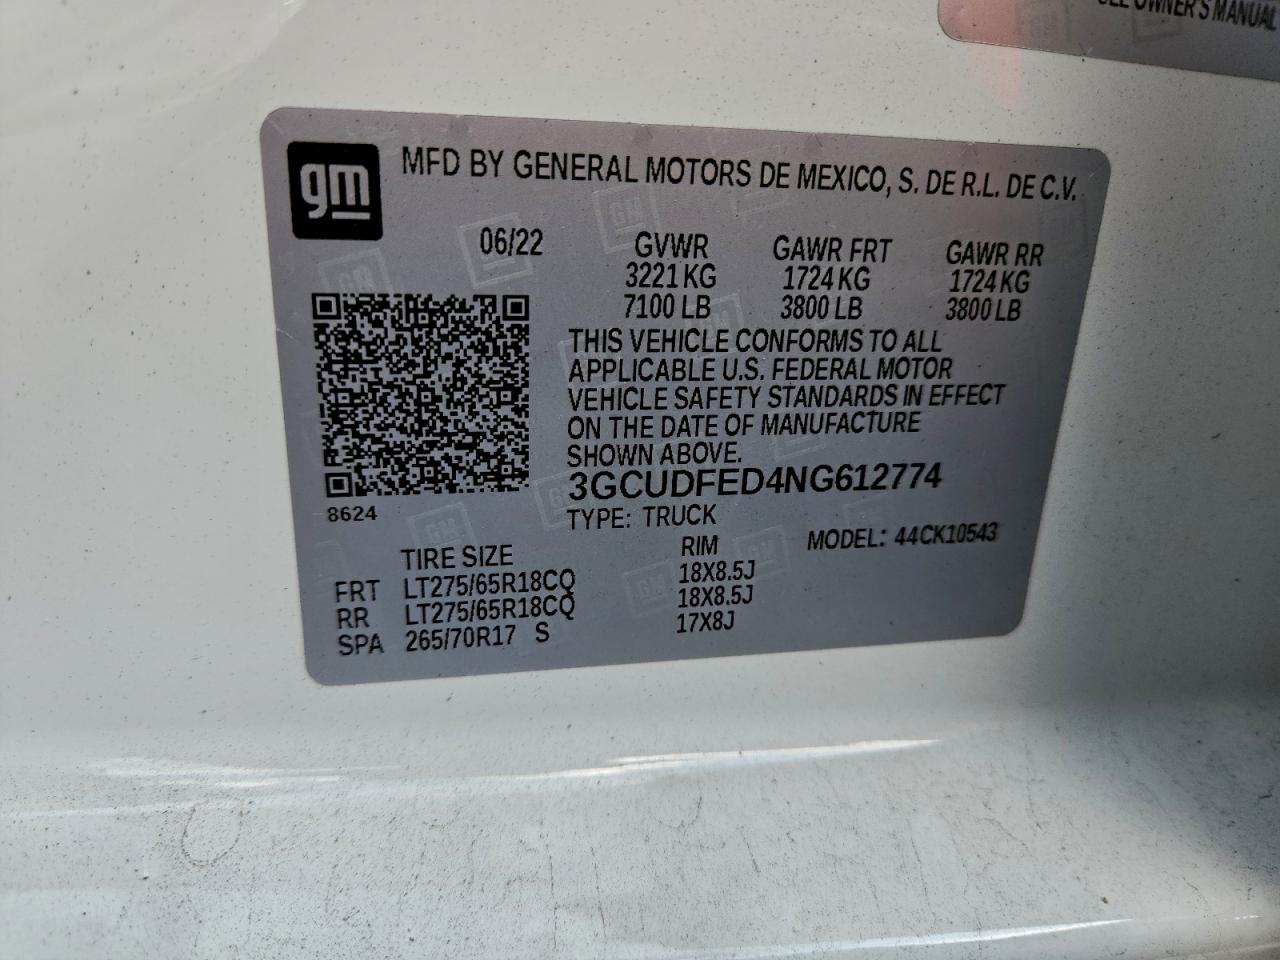 OWNER'S MANUAL
gm
MFD BY GENERAL MOTORS DE MEXICO, S. DE R.L. DE C.V.
06/22 GVWR GAWR FRT GAWR RR
3221 KG 1724 KG 1724 KG
7100 LB 3800 LB 3800 LB
THIS VEHICLE CONFORMS TO ALL
APPLICABLE U.S. FEDERAL MOTOR
VEHICLE SAFETY STANDARDS IN EFFECT
ON THE DATE OF MANUFACTURE
SHOWN ABOVE.
3GCUDFED4NG612774
8624
TYPE: TRUCK MODEL: 44CK10543
TIRE SIZE RIM
FRT LT275/65R18CQ 18X8.5J
RR LT275/65R18CQ 18X8.5J
SPA 265/70R17 S 17X8J